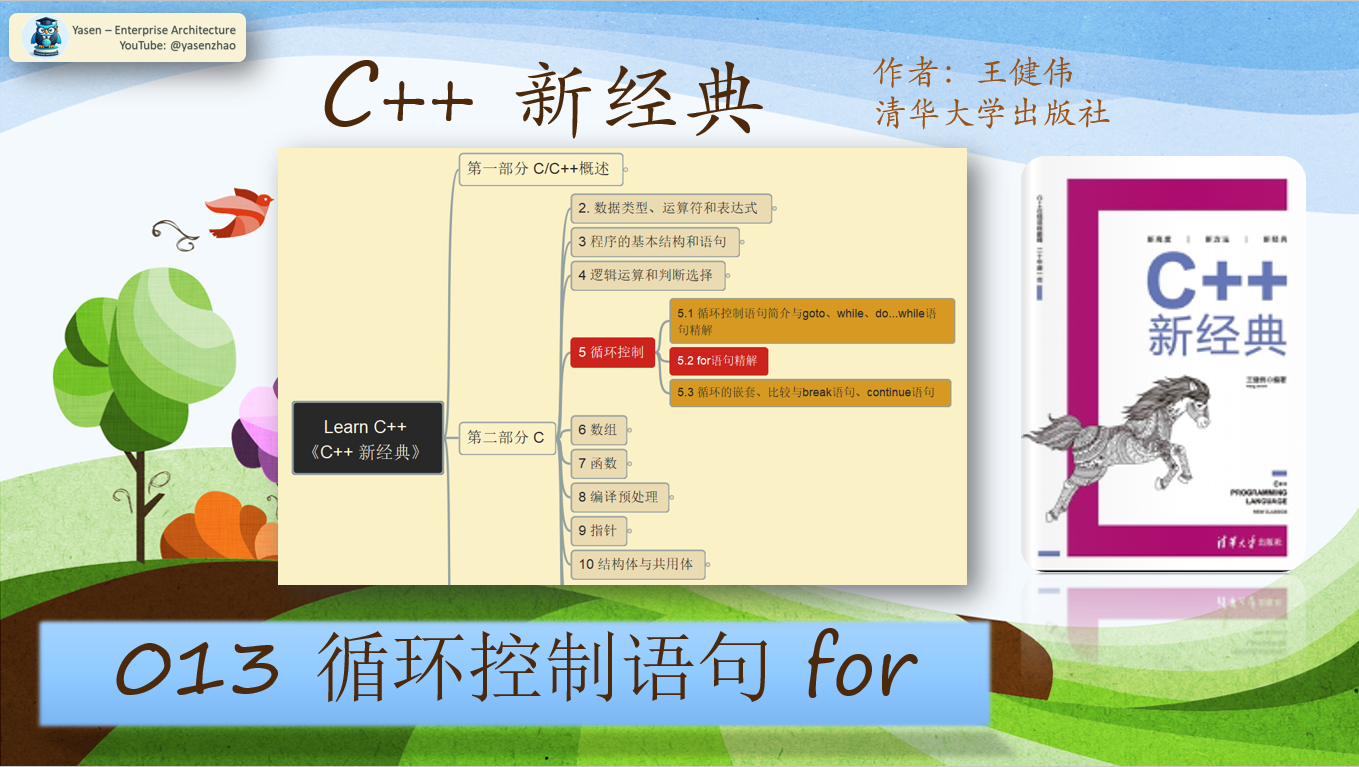 Yasen – Enterprise Architecture
YouTube: @yasenzhao
C++ 新经典
作者：王健伟
清华大学出版社
第一部分 C/C++概述
2. 数据类型、运算符和表达式
3 程序的基本结构和语句
4 逻辑运算和判断选择
5 循环控制
5.1 循环控制语句简介与goto、while、do...while语
句精解
5.2 for语句精解
5.3 循环的嵌套、比较与break语句、continue语句
Learn C++
《C++ 新经典》
第二部分 C
6 数组
7 函数
8 编译预处理
9 指针
10 结构体与共用体
C++
新经典
王健伟◎编著
C++
PROGRAMMING
LANGUAGE
NEW CLASSICS
清华大学出版社
013 循环控制语句 for